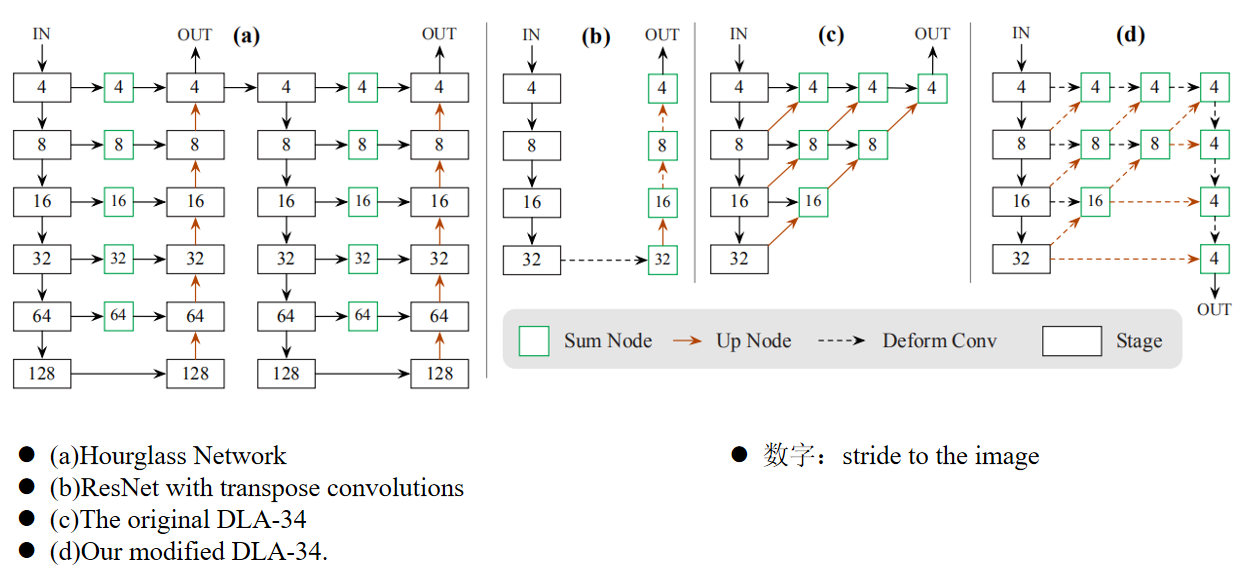 IN OUT (a) OUT IN (b) OUT IN (c) OUT IN (d)
4 4 4 4 4 4 4 4 4 4 4 4 4 4 4 4
8 8 8 8 8 8 8 8 8 8 8 8 8 8 4
16 16 16 16 16 16 16 16 16 16 16 16 4
32 32 32 32 32 32 32 32 32 32 4
OUT
64 64 64 64 64 64
Sum Node Up Node Deform Conv Stage
128 128 128 128
(a)Hourglass Network
(b)ResNet with transpose convolutions
(c)The original DLA-34
(d)Our modified DLA-34.
数字：stride to the image